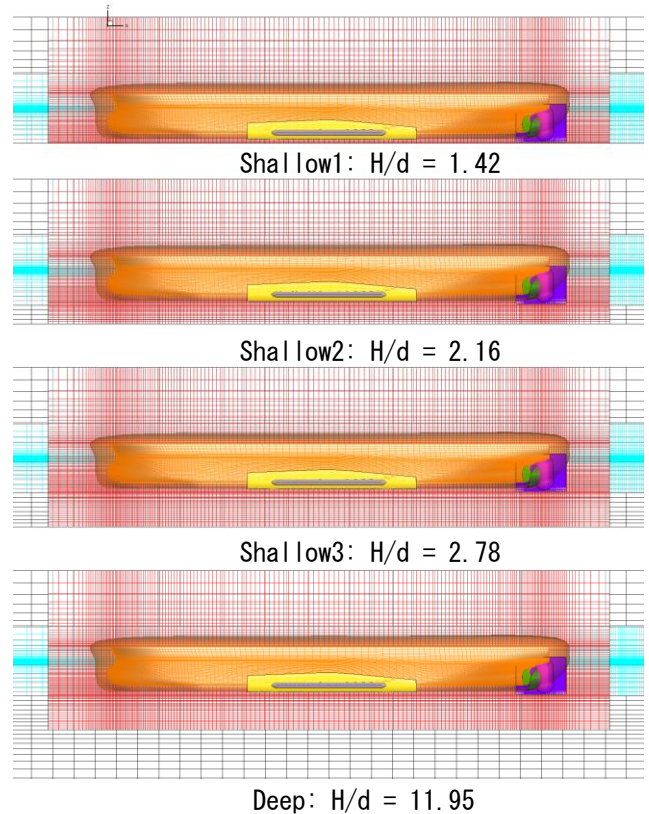 z
x
Shallow1: H/d = 1.42
Shallow2: H/d = 2.16
Shallow3: H/d = 2.78
Deep: H/d = 11.95